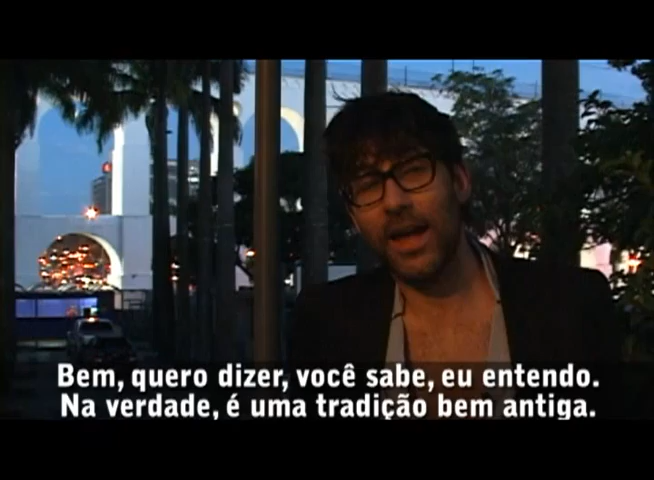 Bem, quero dizer, você sabe, eu entendo.
Na verdade, é uma tradição bem antiga.